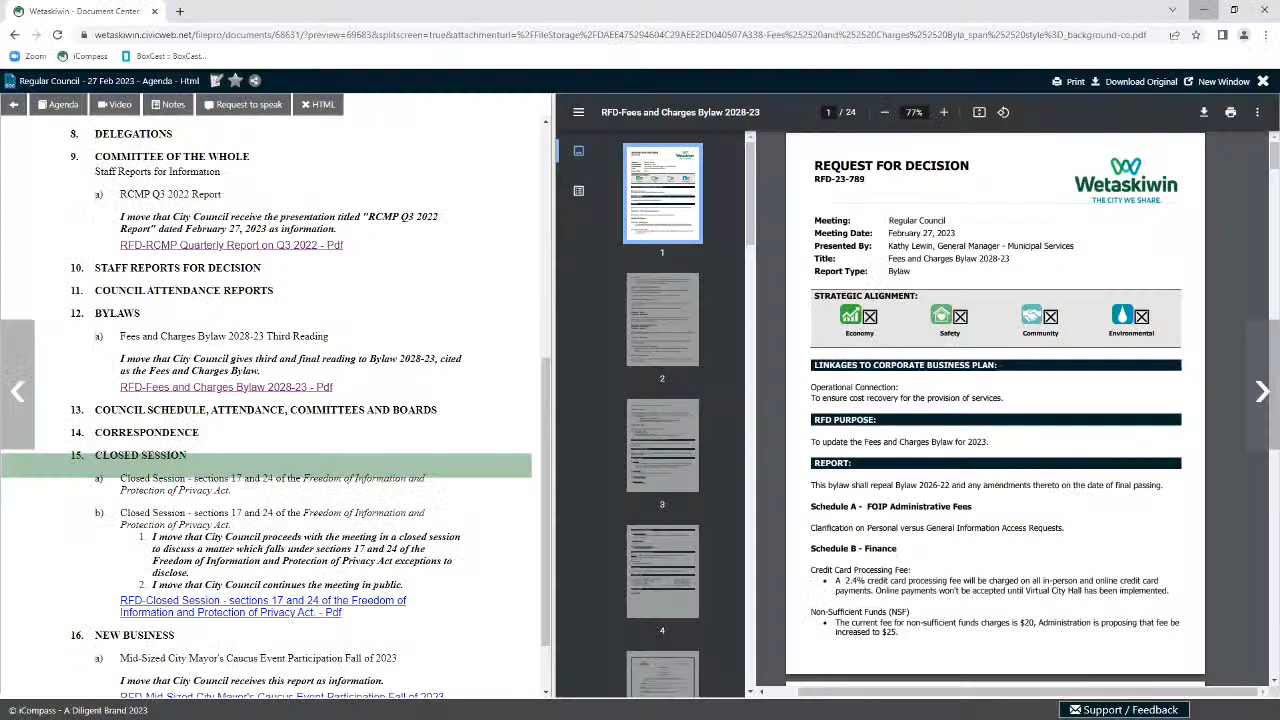 Wetaskiwin - Document Center
wetaskiwin.civicweb.net/filepro/documents/68631/?preview=69583&splitscreen=true&attachmenturl=%2FFileStorage%2FDAEE475294604C29AEE2ED040507A338-Fees%252520and%252520Charges%252520Byla_span%252520style%3D_background-co.pdf
Zoom
iCompass
BoxCast :: BoxCast...
Regular Council - 27 Feb 2023 - Agenda - Html
Print
Download Original
New Window
Agenda
Video
Notes
Request to speak
HTML
8. DELEGATIONS
9. COMMITTEE OF THE WHOLE
Staff Reports for Information
a) RCMP Q3 2022
I move that City Council the presentation titled "RCMP Q3 2022
Report" dated 27, 2023 as information.
RFD-RCMP Quarterly Report on Q3 2022 - Pdf
10. STAFF REPORTS FOR DECISION
11. COUNCIL ATTENDANCE REPORTS
12. BYLAWS
Fees and Charges Bylaw 2028-23 Third Reading
I move that City Council gives third and final reading to Bylaw 2028-23, cited
as the Fees and Charges Bylaw.
RFD-Fees and Charges Bylaw 2028-23 - Pdf
13. COUNCIL SCHEDULE, ATTENDANCE, COMMITTEES AND BOARDS
14. CORRESPONDENCE
15. CLOSED SESSION
a) Closed Session - sections 17 and 24 of the Freedom of Information and
Protection of Privacy Act.
b) Closed Session - sections 17 and 24 of the Freedom of Information and
Protection of Privacy Act.
1. I move that City Council proceeds with the meeting in a closed session
to discuss a matter which falls under sections 17 and 24 of the
Freedom of Information and Protection of Privacy Act exceptions to
disclose.
2. I move that City Council continues the meeting in public.
RFD-Closed Session - sections 17 and 24 of the Freedom of
Information and Protection of Privacy Act. - Pdf
16. NEW BUSINESS
a) Mid-Sized City Mayor's Caucus Event Participation Fall of 2023
I move that City Council receives this report as information.
RFD-Mid-Sized City Mayor's Caucus Event Participation Fall of 2023
RFD-Fees and Charges Bylaw 2028-23
1 / 24
77%
1
2
3
4
REQUEST FOR DECISION
RFD-23-789
Wetaskiwin
THE CITY WE SHARE.
Meeting: Regular Council
Meeting Date: February 27, 2023
Presented By: Kathy Lewin, General Manager - Municipal Services
Title: Fees and Charges Bylaw 2028-23
Report Type: Bylaw
STRATEGIC ALIGNMENT:
Economy Safety Community Environmental
LINKAGES TO CORPORATE BUSINESS PLAN:
Operational Connection:
To ensure cost recovery for the provision of services.
RFD PURPOSE:
To update the Fees and Charges Bylaw for 2023.
REPORT:
This bylaw shall repeal Bylaw 2026-22 and any amendments thereto on the date of final passing.
Schedule A - FOIP Administrative Fees
Clarification on Personal versus General Information Access Requests.
Schedule B - Finance
Credit Card Processing Fee:
• A 2.4% credit card processing fee will be charged on all in-person and online credit card
payments. Online payments won't be accepted until Virtual City Hall has been implemented.
Non-Sufficient Funds (NSF)
• The current fee for non-sufficient funds charges is $20, Administration is proposing that fee be
increased to $25.
© iCompass - A Diligent Brand 2023
Support / Feedback